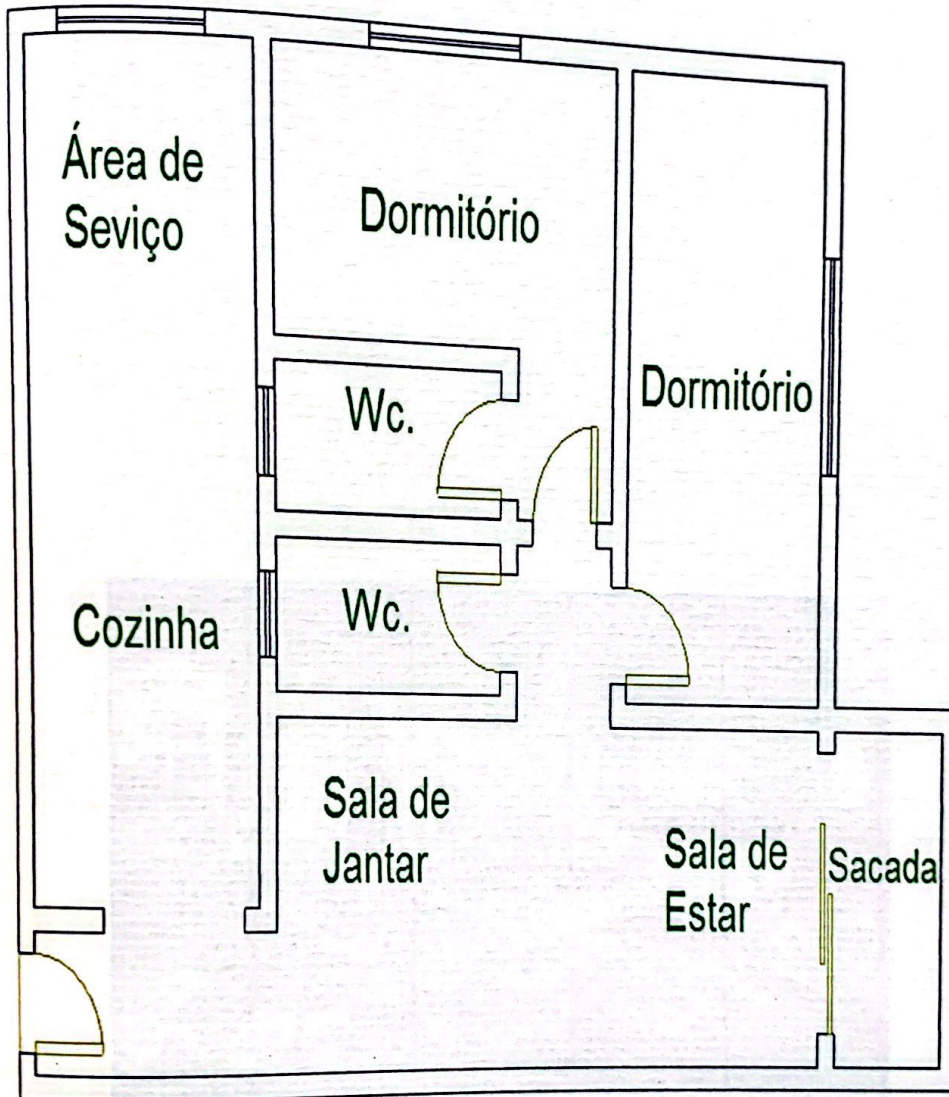 Área de
Seviço
Dormitório
Dormitório
Wc.
Wc.
Cozinha
Sala de
Jantar
Sala de
Estar
Sacada